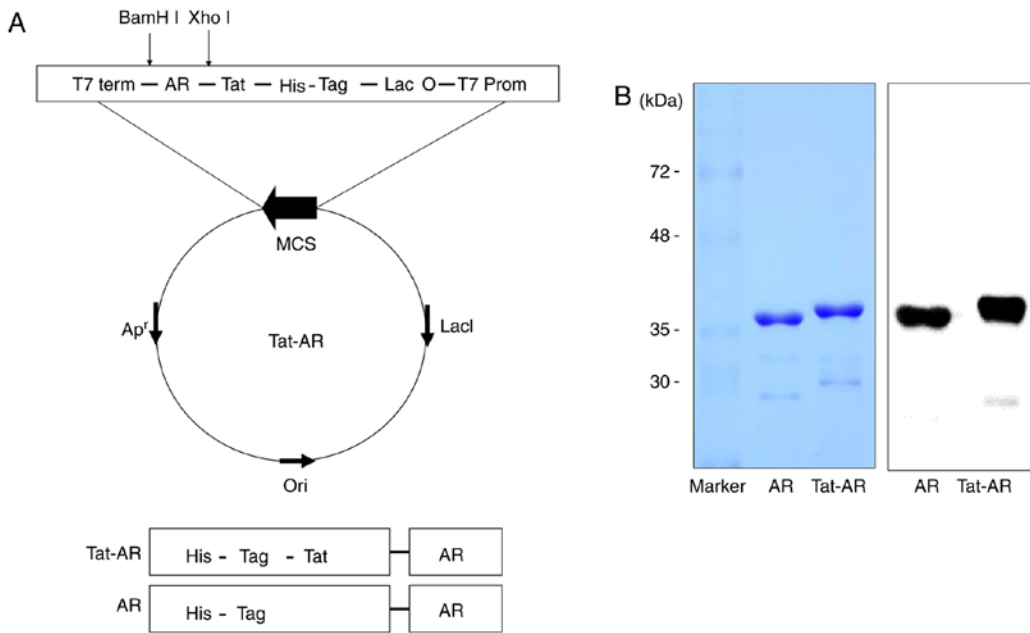 A
BamH I Xho I
T7 term – AR – Tat – His - Tag – Lac O – T7 Prom
MCS
Apr
Tat-AR
LacI
Ori
Tat-AR His - Tag - Tat AR
AR His - Tag AR
B (kDa)
72 -
48 -
35 -
30 -
Marker AR Tat-AR AR Tat-AR